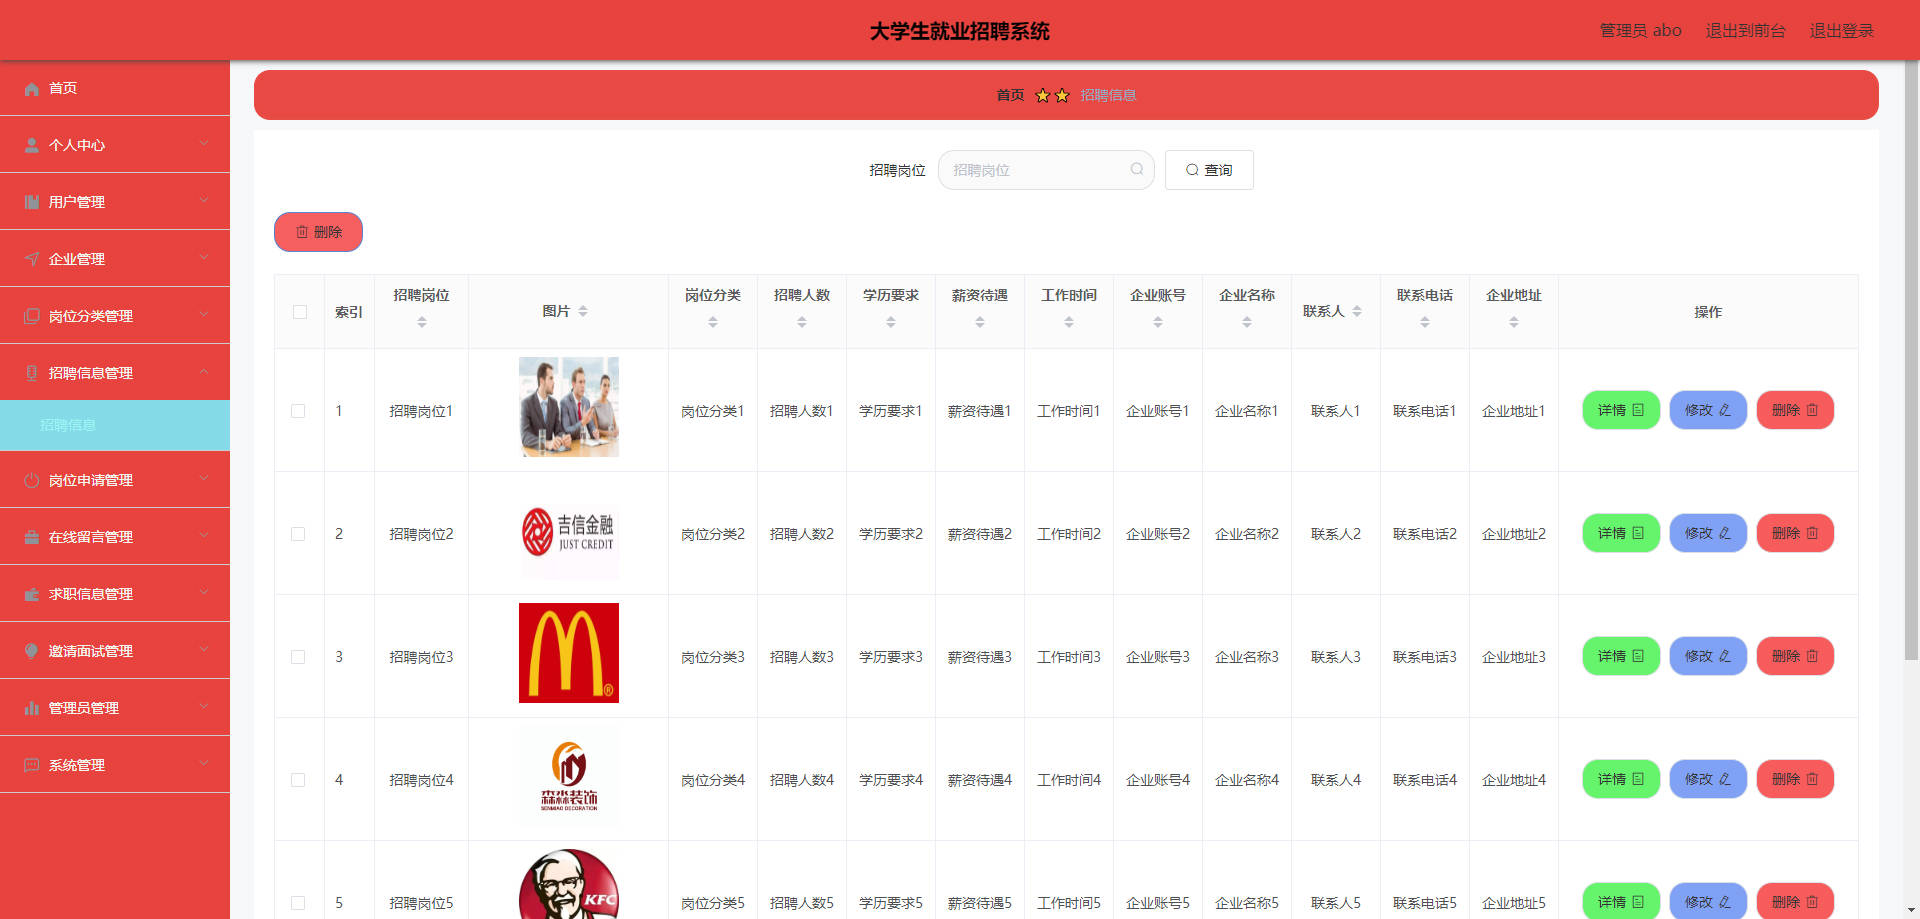 大学生就业招聘系统
管理员 abo 退出到前台 退出登录
首页
个人中心
用户管理
企业管理
岗位分类管理
招聘信息管理
招聘信息
岗位申请管理
在线留言管理
求职信息管理
邀请面试管理
管理员管理
系统管理
首页 招聘信息
招聘岗位 招聘岗位 查询
删除
索引 招聘岗位 图片 岗位分类 招聘人数 学历要求 薪资待遇 工作时间 企业账号 企业名称 联系人 联系电话 企业地址 操作
1 招聘岗位1 岗位分类1 招聘人数1 学历要求1 薪资待遇1 工作时间1 企业账号1 企业名称1 联系人1 联系电话1 企业地址1 详情 修改 删除
2 招聘岗位2 吉信金融 JUST CREDIT 岗位分类2 招聘人数2 学历要求2 薪资待遇2 工作时间2 企业账号2 企业名称2 联系人2 联系电话2 企业地址2 详情 修改 删除
3 招聘岗位3 ® 岗位分类3 招聘人数3 学历要求3 薪资待遇3 工作时间3 企业账号3 企业名称3 联系人3 联系电话3 企业地址3 详情 修改 删除
4 招聘岗位4 森淼装饰 SENMIAO DECORATION 岗位分类4 招聘人数4 学历要求4 薪资待遇4 工作时间4 企业账号4 企业名称4 联系人4 联系电话4 企业地址4 详情 修改 删除
5 招聘岗位5 KFC 岗位分类5 招聘人数5 学历要求5 薪资待遇5 工作时间5 企业账号5 企业名称5 联系人5 联系电话5 企业地址5 详情 修改 删除